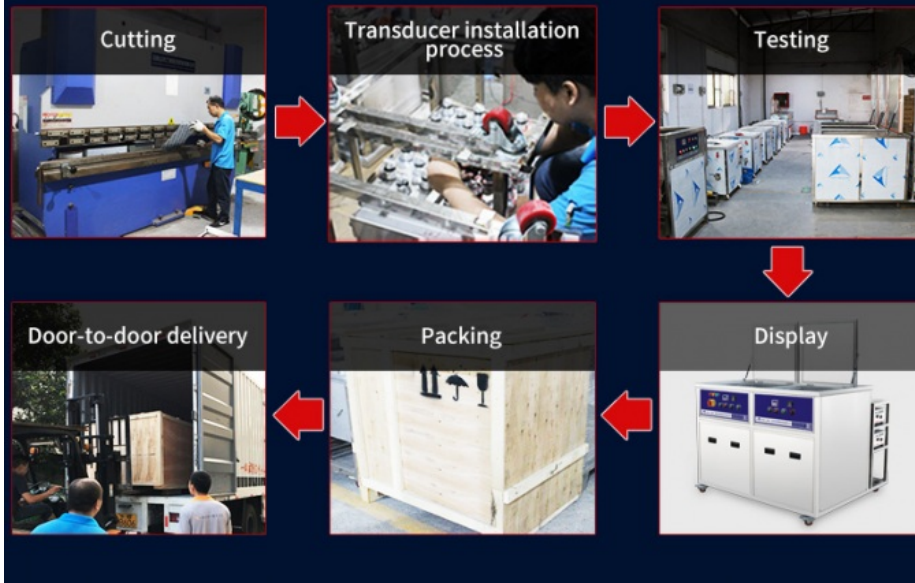 Cutting
Transducer installation
process
Testing
Door-to-door delivery
Packing
Display